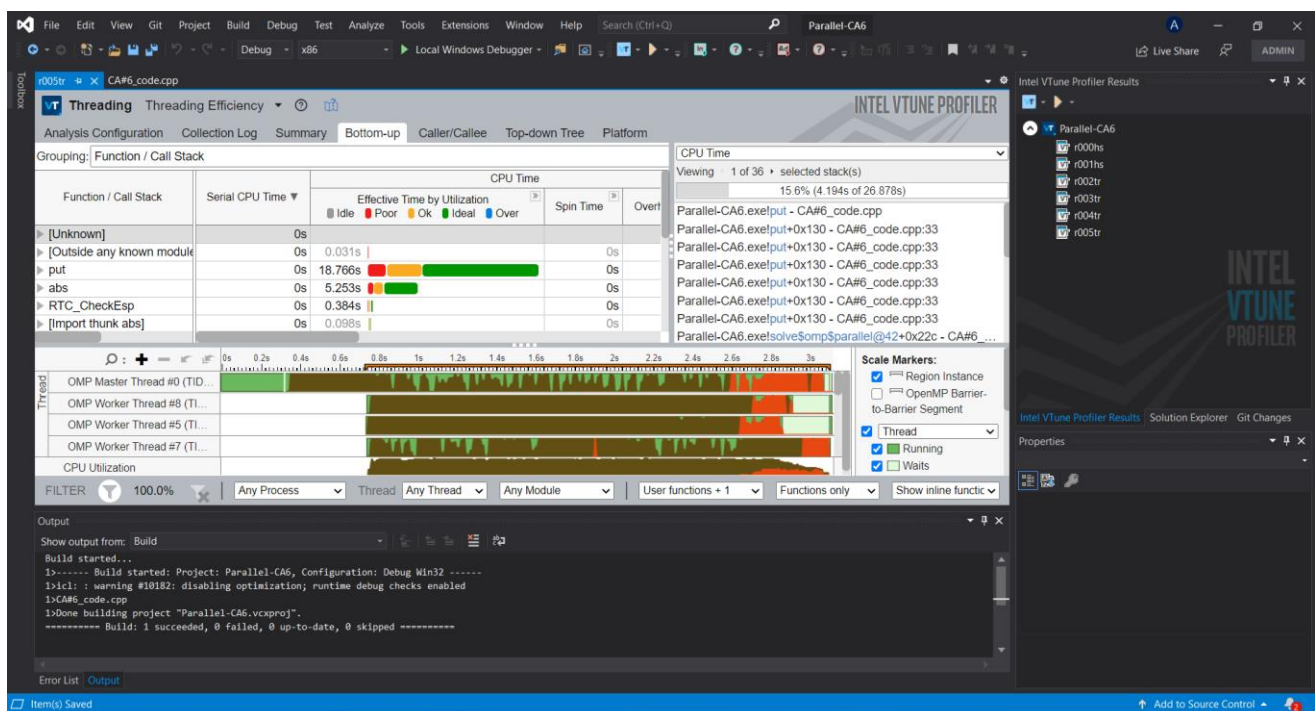 File Edit View Git Project Build Debug Test Analyze Tools Extensions Window Help Search (Ctrl+Q) Parallel-CA6 A
Debug x86 Local Windows Debugger Live Share ADMIN
Toolbox
r005tr CA#6_code.cpp
VT Threading Threading Efficiency INTEL VTUNE PROFILER
Analysis Configuration Collection Log Summary Bottom-up Caller/Callee Top-down Tree Platform
Grouping: Function / Call Stack
Function / Call Stack Serial CPU Time CPU Time
Effective Time by Utilization Spin Time Overh
Idle Poor Ok Ideal Over
[Unknown] 0s
[Outside any known module 0s 0.031s 0s
put 0s 18.766s 0s
abs 0s 5.253s 0s
RTC_CheckEsp 0s 0.384s 0s
[Import thunk abs] 0s 0.098s 0s
CPU Time
Viewing 1 of 36 selected stack(s)
15.6% (4.194s of 26.878s)
Parallel-CA6.exe!put - CA#6_code.cpp
Parallel-CA6.exe!put+0x130 - CA#6_code.cpp:33
Parallel-CA6.exe!put+0x130 - CA#6_code.cpp:33
Parallel-CA6.exe!put+0x130 - CA#6_code.cpp:33
Parallel-CA6.exe!put+0x130 - CA#6_code.cpp:33
Parallel-CA6.exe!put+0x130 - CA#6_code.cpp:33
Parallel-CA6.exe!put+0x130 - CA#6_code.cpp:33
Parallel-CA6.exe!solve$omp$parallel@42+0x22c - CA#6_...
0s 0.2s 0.4s 0.6s 0.8s 1s 1.2s 1.4s 1.6s 1.8s 2s 2.2s 2.4s 2.6s 2.8s 3s
Thread
OMP Master Thread #0 (TID...
OMP Worker Thread #8 (TI...
OMP Worker Thread #5 (TI...
OMP Worker Thread #7 (TI...
CPU Utilization
Scale Markers:
Region Instance
OpenMP Barrier-
to-Barrier Segment
Thread
Running
Waits
FILTER 100.0% Any Process Thread Any Thread Any Module User functions + 1 Functions only Show inline functic
Output
Show output from: Build
Build started...
1>------ Build started: Project: Parallel-CA6, Configuration: Debug Win32 ------
1>icl: : warning #10182: disabling optimization; runtime debug checks enabled
1>CA#6_code.cpp
1>Done building project "Parallel-CA6.vcxproj".
========== Build: 1 succeeded, 0 failed, 0 up-to-date, 0 skipped ==========
Error List Output
Intel VTune Profiler Results
Parallel-CA6
r000hs
r001hs
r002tr
r003tr
r004tr
r005tr
INTEL
VTUNE
PROFILER
Intel VTune Profiler Results Solution Explorer Git Changes
Properties
Item(s) Saved Add to Source Control 2